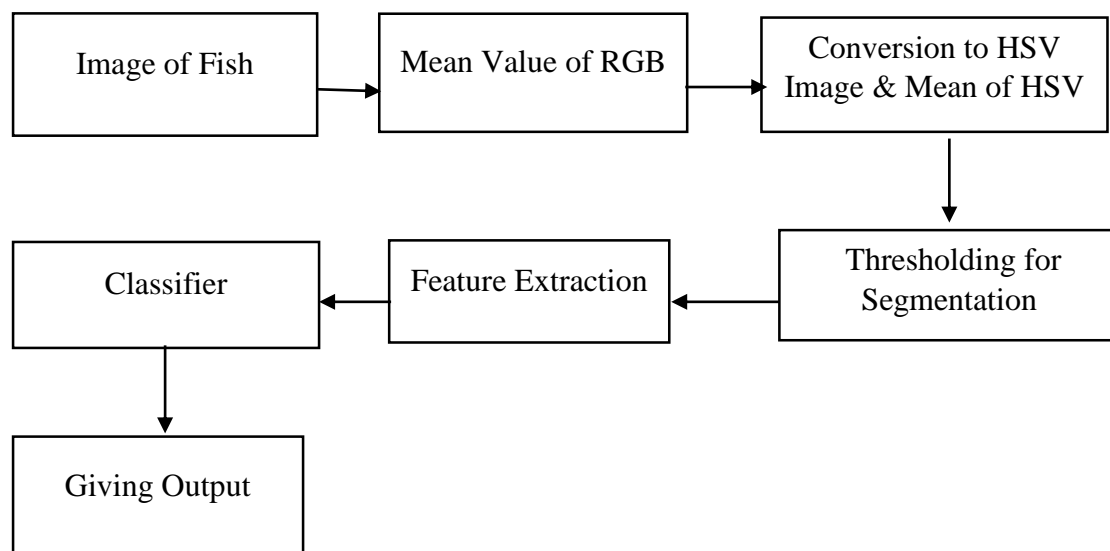 Image of Fish
Mean Value of RGB
Conversion to HSV
Image & Mean of HSV
Thresholding for
Segmentation
Feature Extraction
Classifier
Giving Output